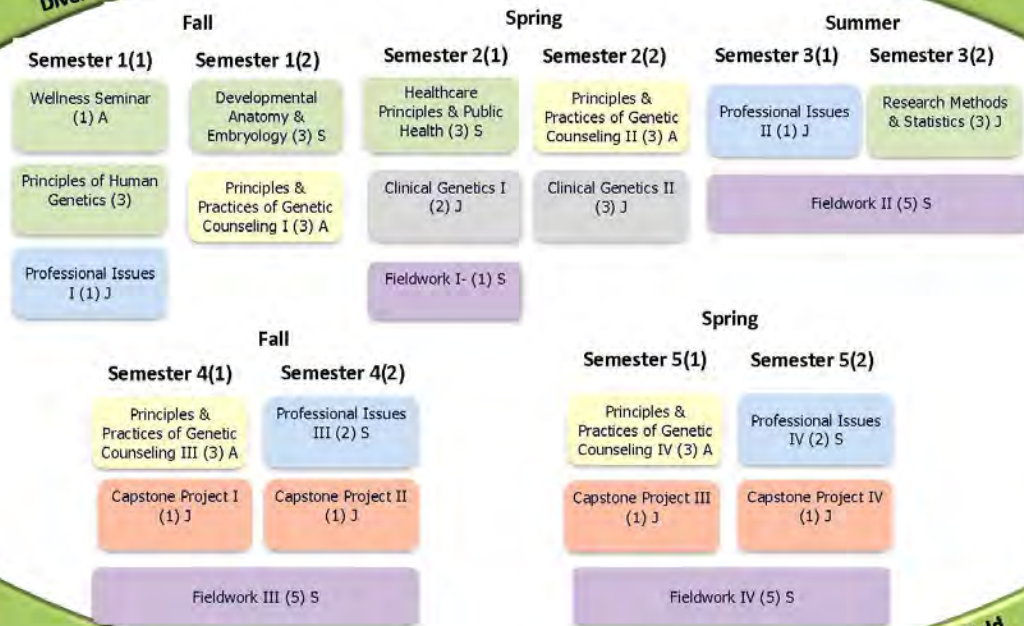 Fall
Spring
Summer
Semester 1(1)
Semester 1(2)
Semester 2(1)
Semester 2(2)
Semester 3(1)
Semester 3(2)
Wellness Seminar
(1) A
Developmental
Anatomy &
Embryology (3) S
Healthcare
Principles & Public
Health (3) S
Principles &
Practices of Genetic
Counseling II (3) A
Professional Issues
II (1) J
Research Methods
& Statistics (3) J
Principles of Human
Genetics (3)
Principles &
Practices of Genetic
Counseling I (3) A
Clinical Genetics I
(2) J
Clinical Genetics II
(3) J
Fieldwork II (5) S
Professional Issues
I (1) J
Fieldwork I- (1) S
Fall
Spring
Semester 4(1)
Semester 4(2)
Semester 5(1)
Semester 5(2)
Principles &
Practices of Genetic
Counseling III (3) A
Professional Issues
III (2) S
Principles &
Practices of Genetic
Counseling IV (3) A
Professional Issues
IV (2) S
Capstone Project I
(1) J
Capstone Project II
(1) J
Capstone Project III
(1) J
Capstone Project IV
(1) J
Fieldwork III (5) S
Fieldwork IV (5) S